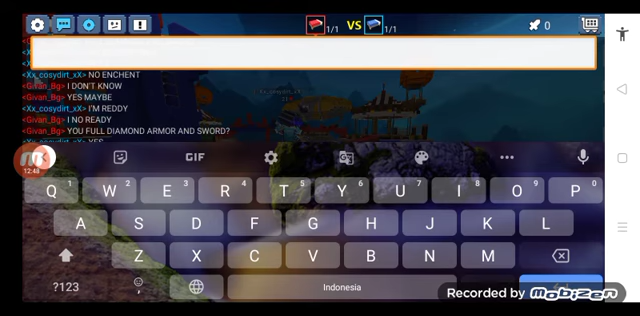 1/1 VS 1/1 0
<Xx_cosydirt_xX> NO ENCHENT
<Givan_Bg> I DON'T KNOW
<Givan_Bg> YES MAYBE
<Xx_cosydirt_xX> I'M REDDY
<Givan_Bg> I NO READY
<Givan_Bg> YOU FULL DIAMOND ARMOR AND SWORD?
<Xx_cosydirt_xX> YES
GIF
12:48
Q 1 W 2 E 3 R 4 T 5 Y 6 U 7 I 8 O 9 P 0
A S D F G H J K L
Z X C V B N M
?123 , Indonesia
Recorded by MOBIZEN